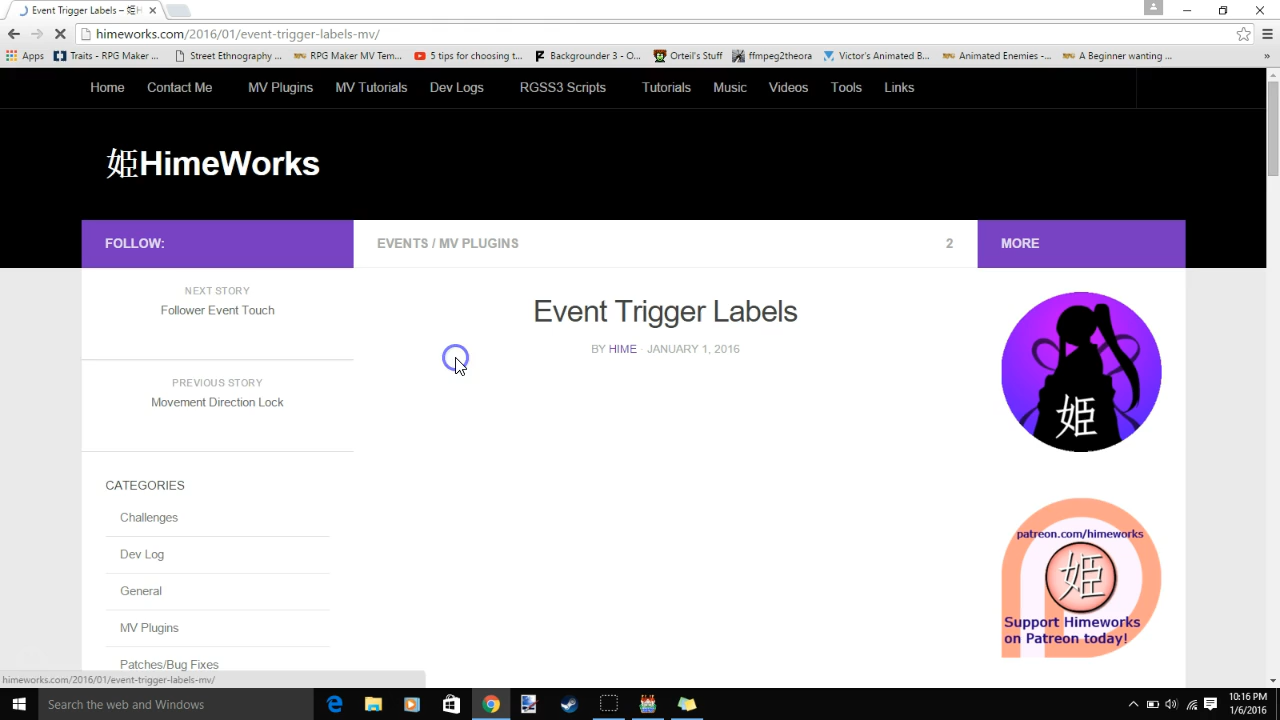 Event Trigger Labels – 姫H
himeworks.com/2016/01/event-trigger-labels-mv/
Apps Traits - RPG Maker ... Street Ethnography ... RPG Maker MV Tem... 5 tips for choosing t... Backgrounder 3 - O... Orteil's Stuff ffmpeg2theora Victor's Animated B... Animated Enemies -... A Beginner wanting ... »
Home Contact Me MV Plugins MV Tutorials Dev Logs RGSS3 Scripts Tutorials Music Videos Tools Links
姫HimeWorks
FOLLOW: EVENTS / MV PLUGINS 2 MORE
NEXT STORY
Follower Event Touch
Event Trigger Labels
BY HIME · JANUARY 1, 2016
PREVIOUS STORY
Movement Direction Lock
姫
CATEGORIES
Challenges
Dev Log
General
MV Plugins
Patches/Bug Fixes
patreon.com/himeworks
姫
Support Himeworks
on Patreon today!
himeworks.com/2016/01/event-trigger-labels-mv/
Search the web and Windows
10:16 PM
1/6/2016